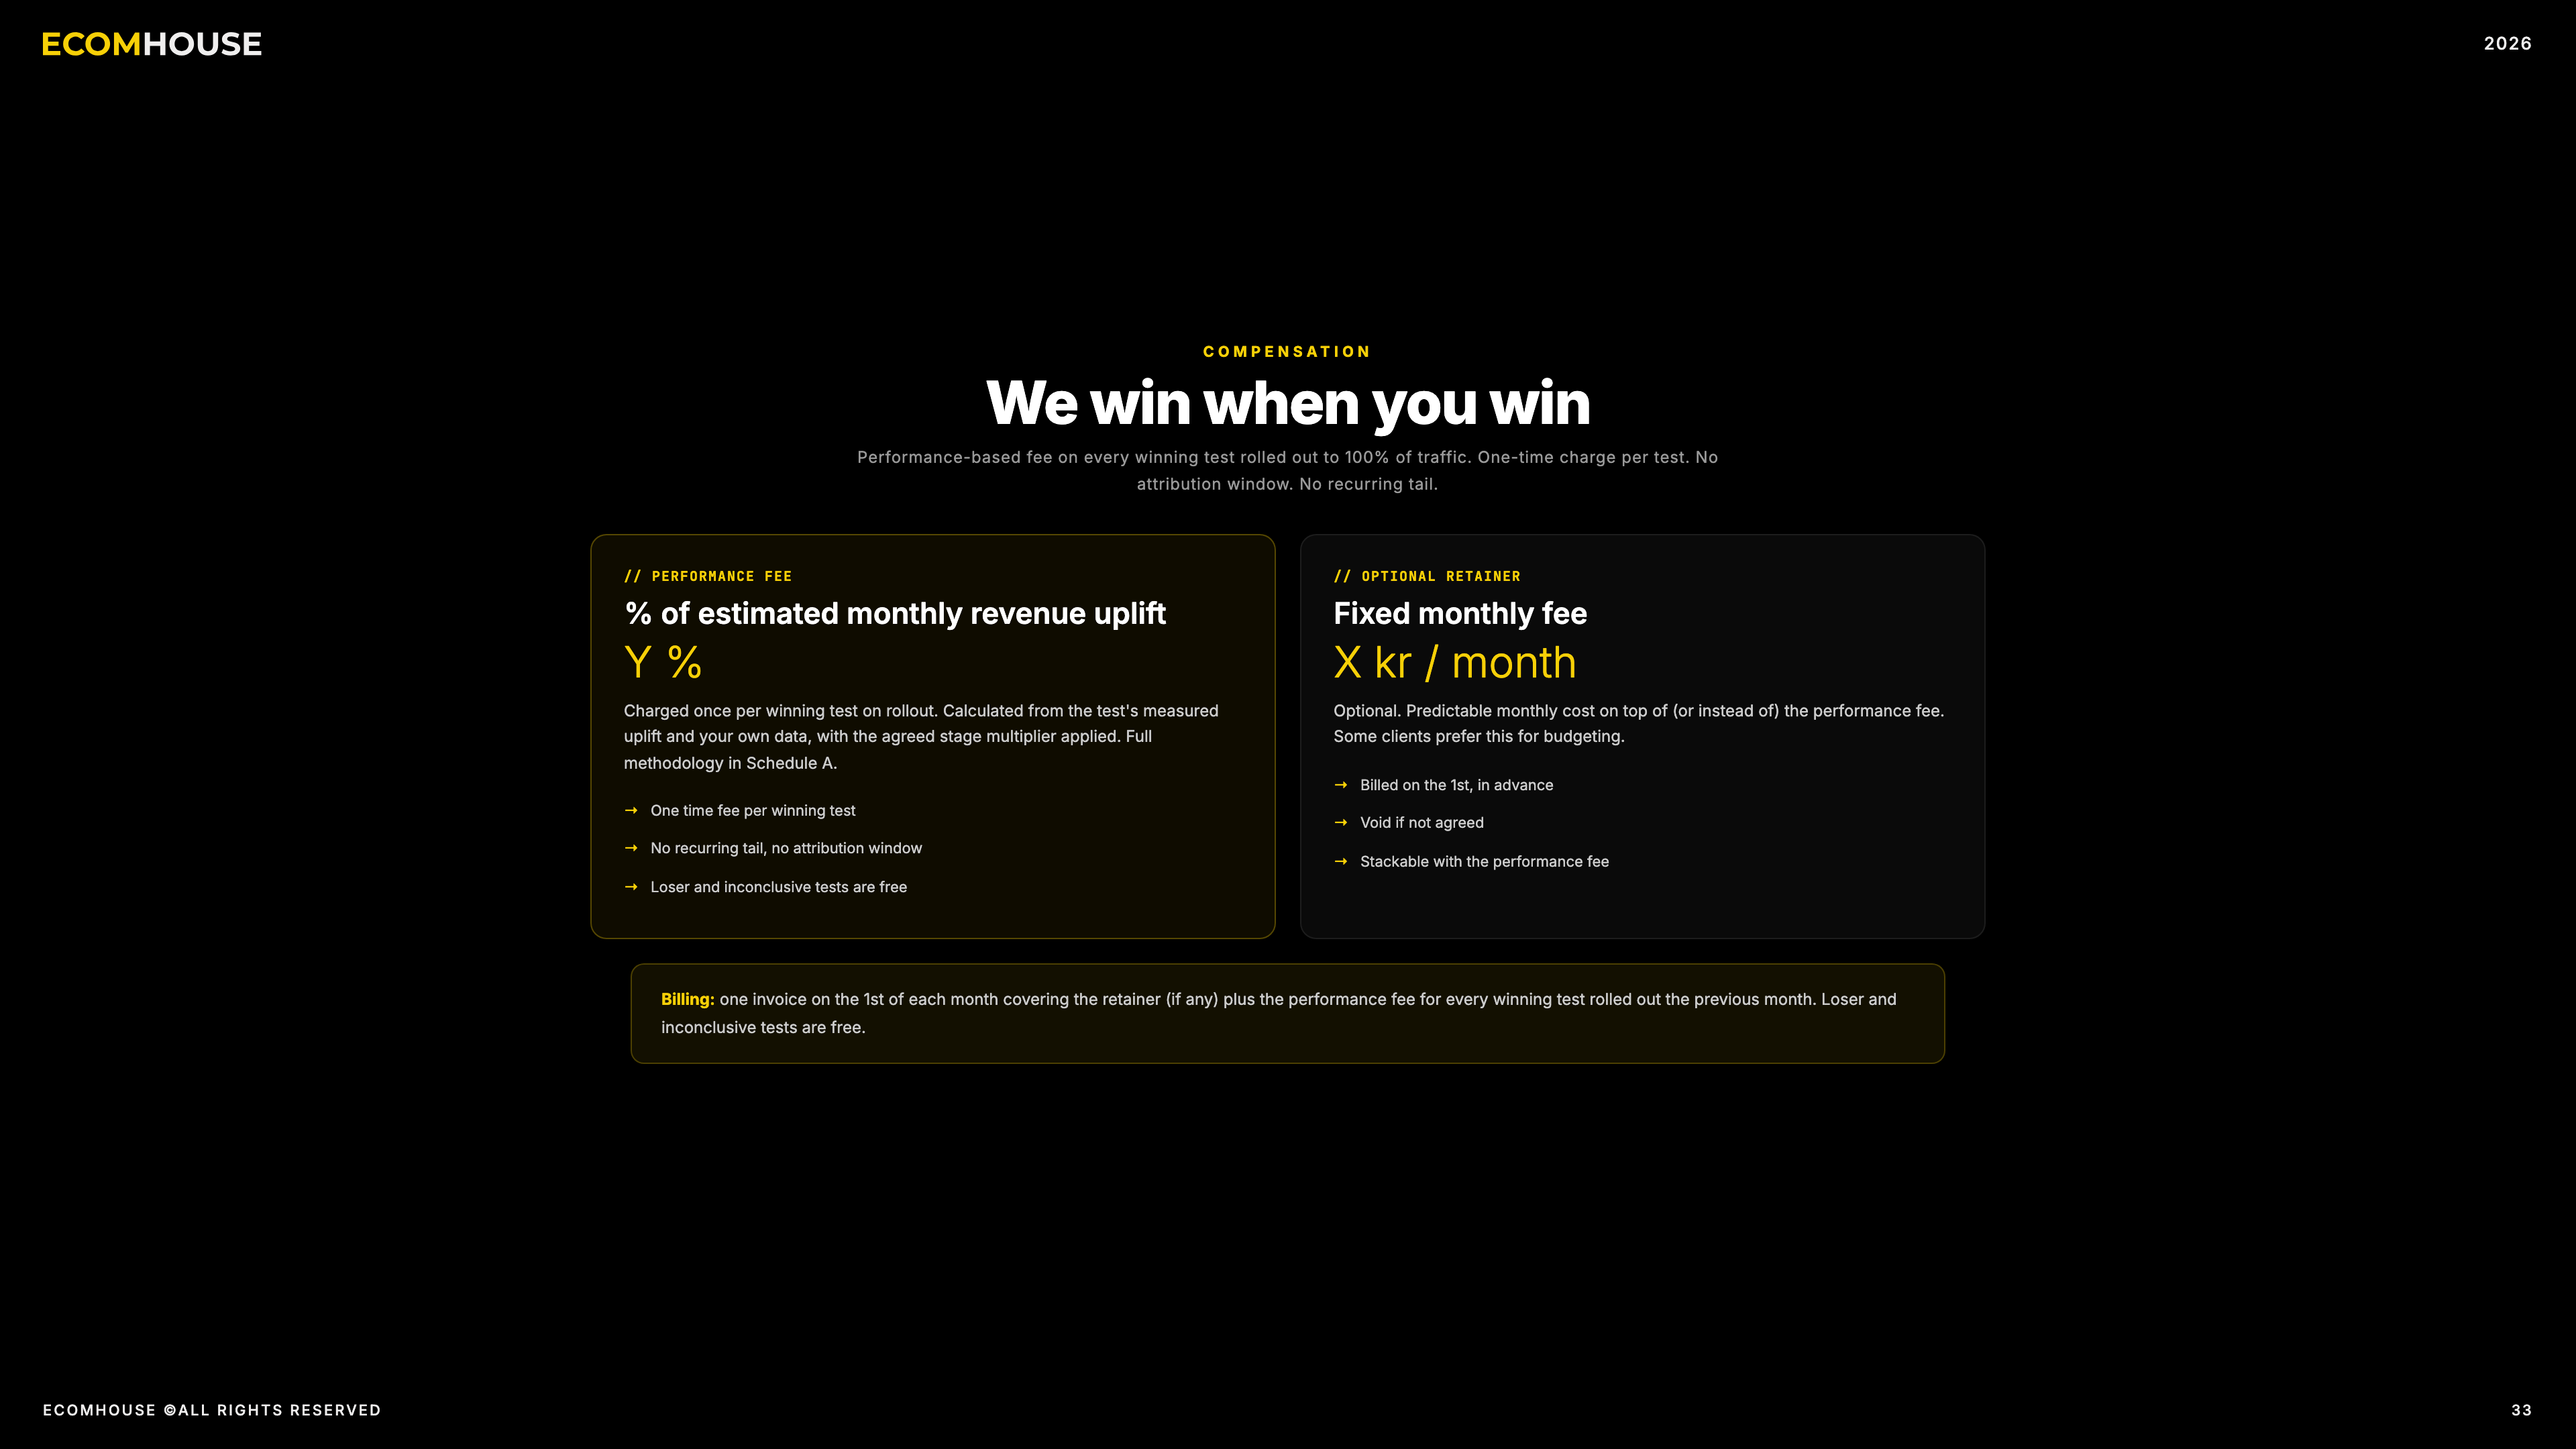 ECOMHOUSE
2026
COMPENSATION
We win when you win
Performance-based fee on every winning test rolled out to 100% of traffic. One-time charge per test. No
attribution window. No recurring tail.
// PERFORMANCE FEE
% of estimated monthly revenue uplift
Y %
Charged once per winning test on rollout. Calculated from the test's measured
uplift and your own data, with the agreed stage multiplier applied. Full
methodology in Schedule A.
→ One time fee per winning test
→ No recurring tail, no attribution window
→ Loser and inconclusive tests are free
// OPTIONAL RETAINER
Fixed monthly fee
X kr / month
Optional. Predictable monthly cost on top of (or instead of) the performance fee.
Some clients prefer this for budgeting.
→ Billed on the 1st, in advance
→ Void if not agreed
→ Stackable with the performance fee
Billing: one invoice on the 1st of each month covering the retainer (if any) plus the performance fee for every winning test rolled out the previous month. Loser and
inconclusive tests are free.
ECOMHOUSE ©ALL RIGHTS RESERVED
33